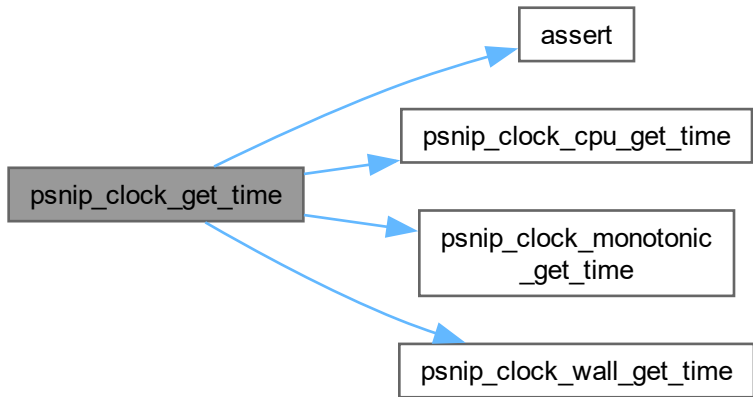 assert
psnip_clock_cpu_get_time
psnip_clock_get_time
psnip_clock_monotonic
_get_time
psnip_clock_wall_get_time